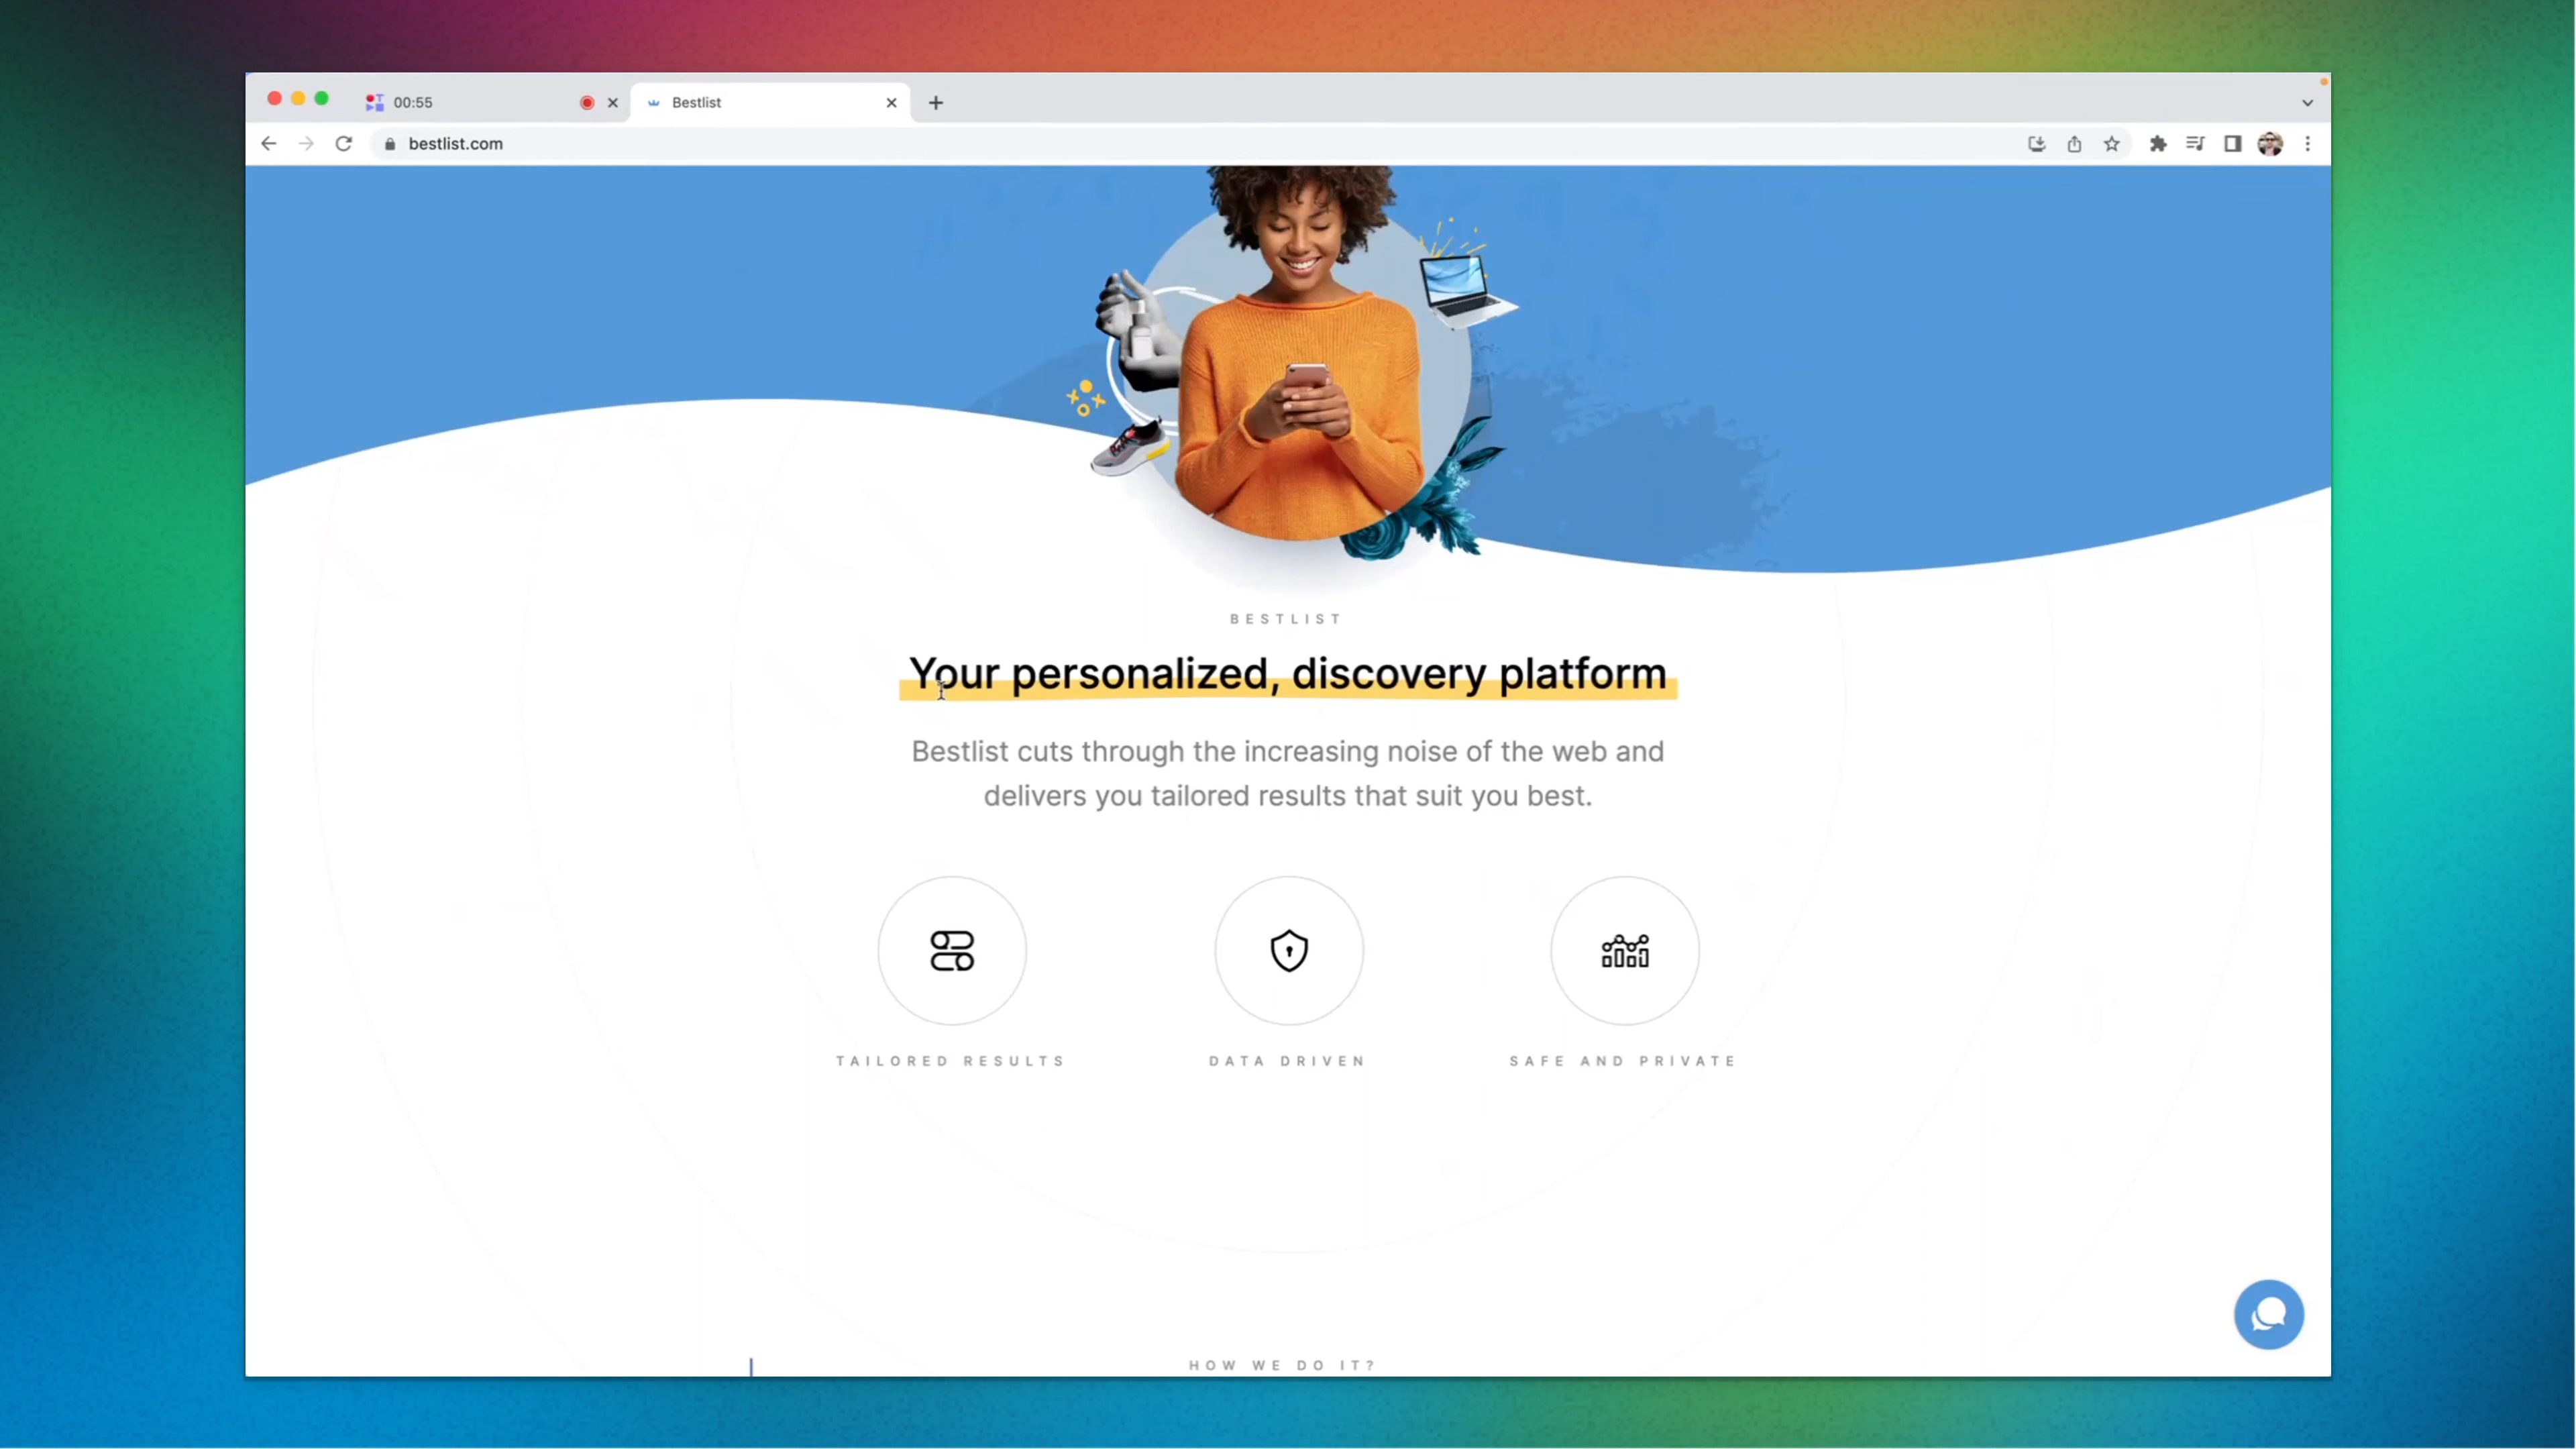 00:55
Bestlist
bestlist.com
BESTLIST
Your personalized, discovery platform
Bestlist cuts through the increasing noise of the web and
delivers you tailored results that suit you best.
TAILORED RESULTS
DATA DRIVEN
SAFE AND PRIVATE
HOW WE DO IT?